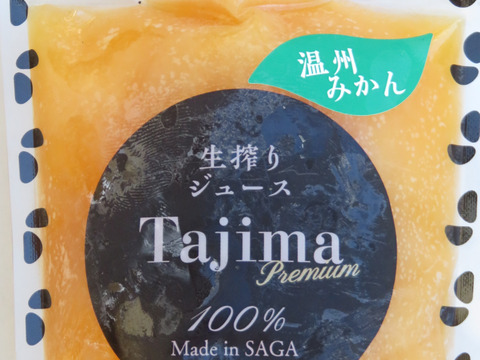 温州
みかん
生搾り
ジュース
Tajima
Premium
100%
Made in SAGA